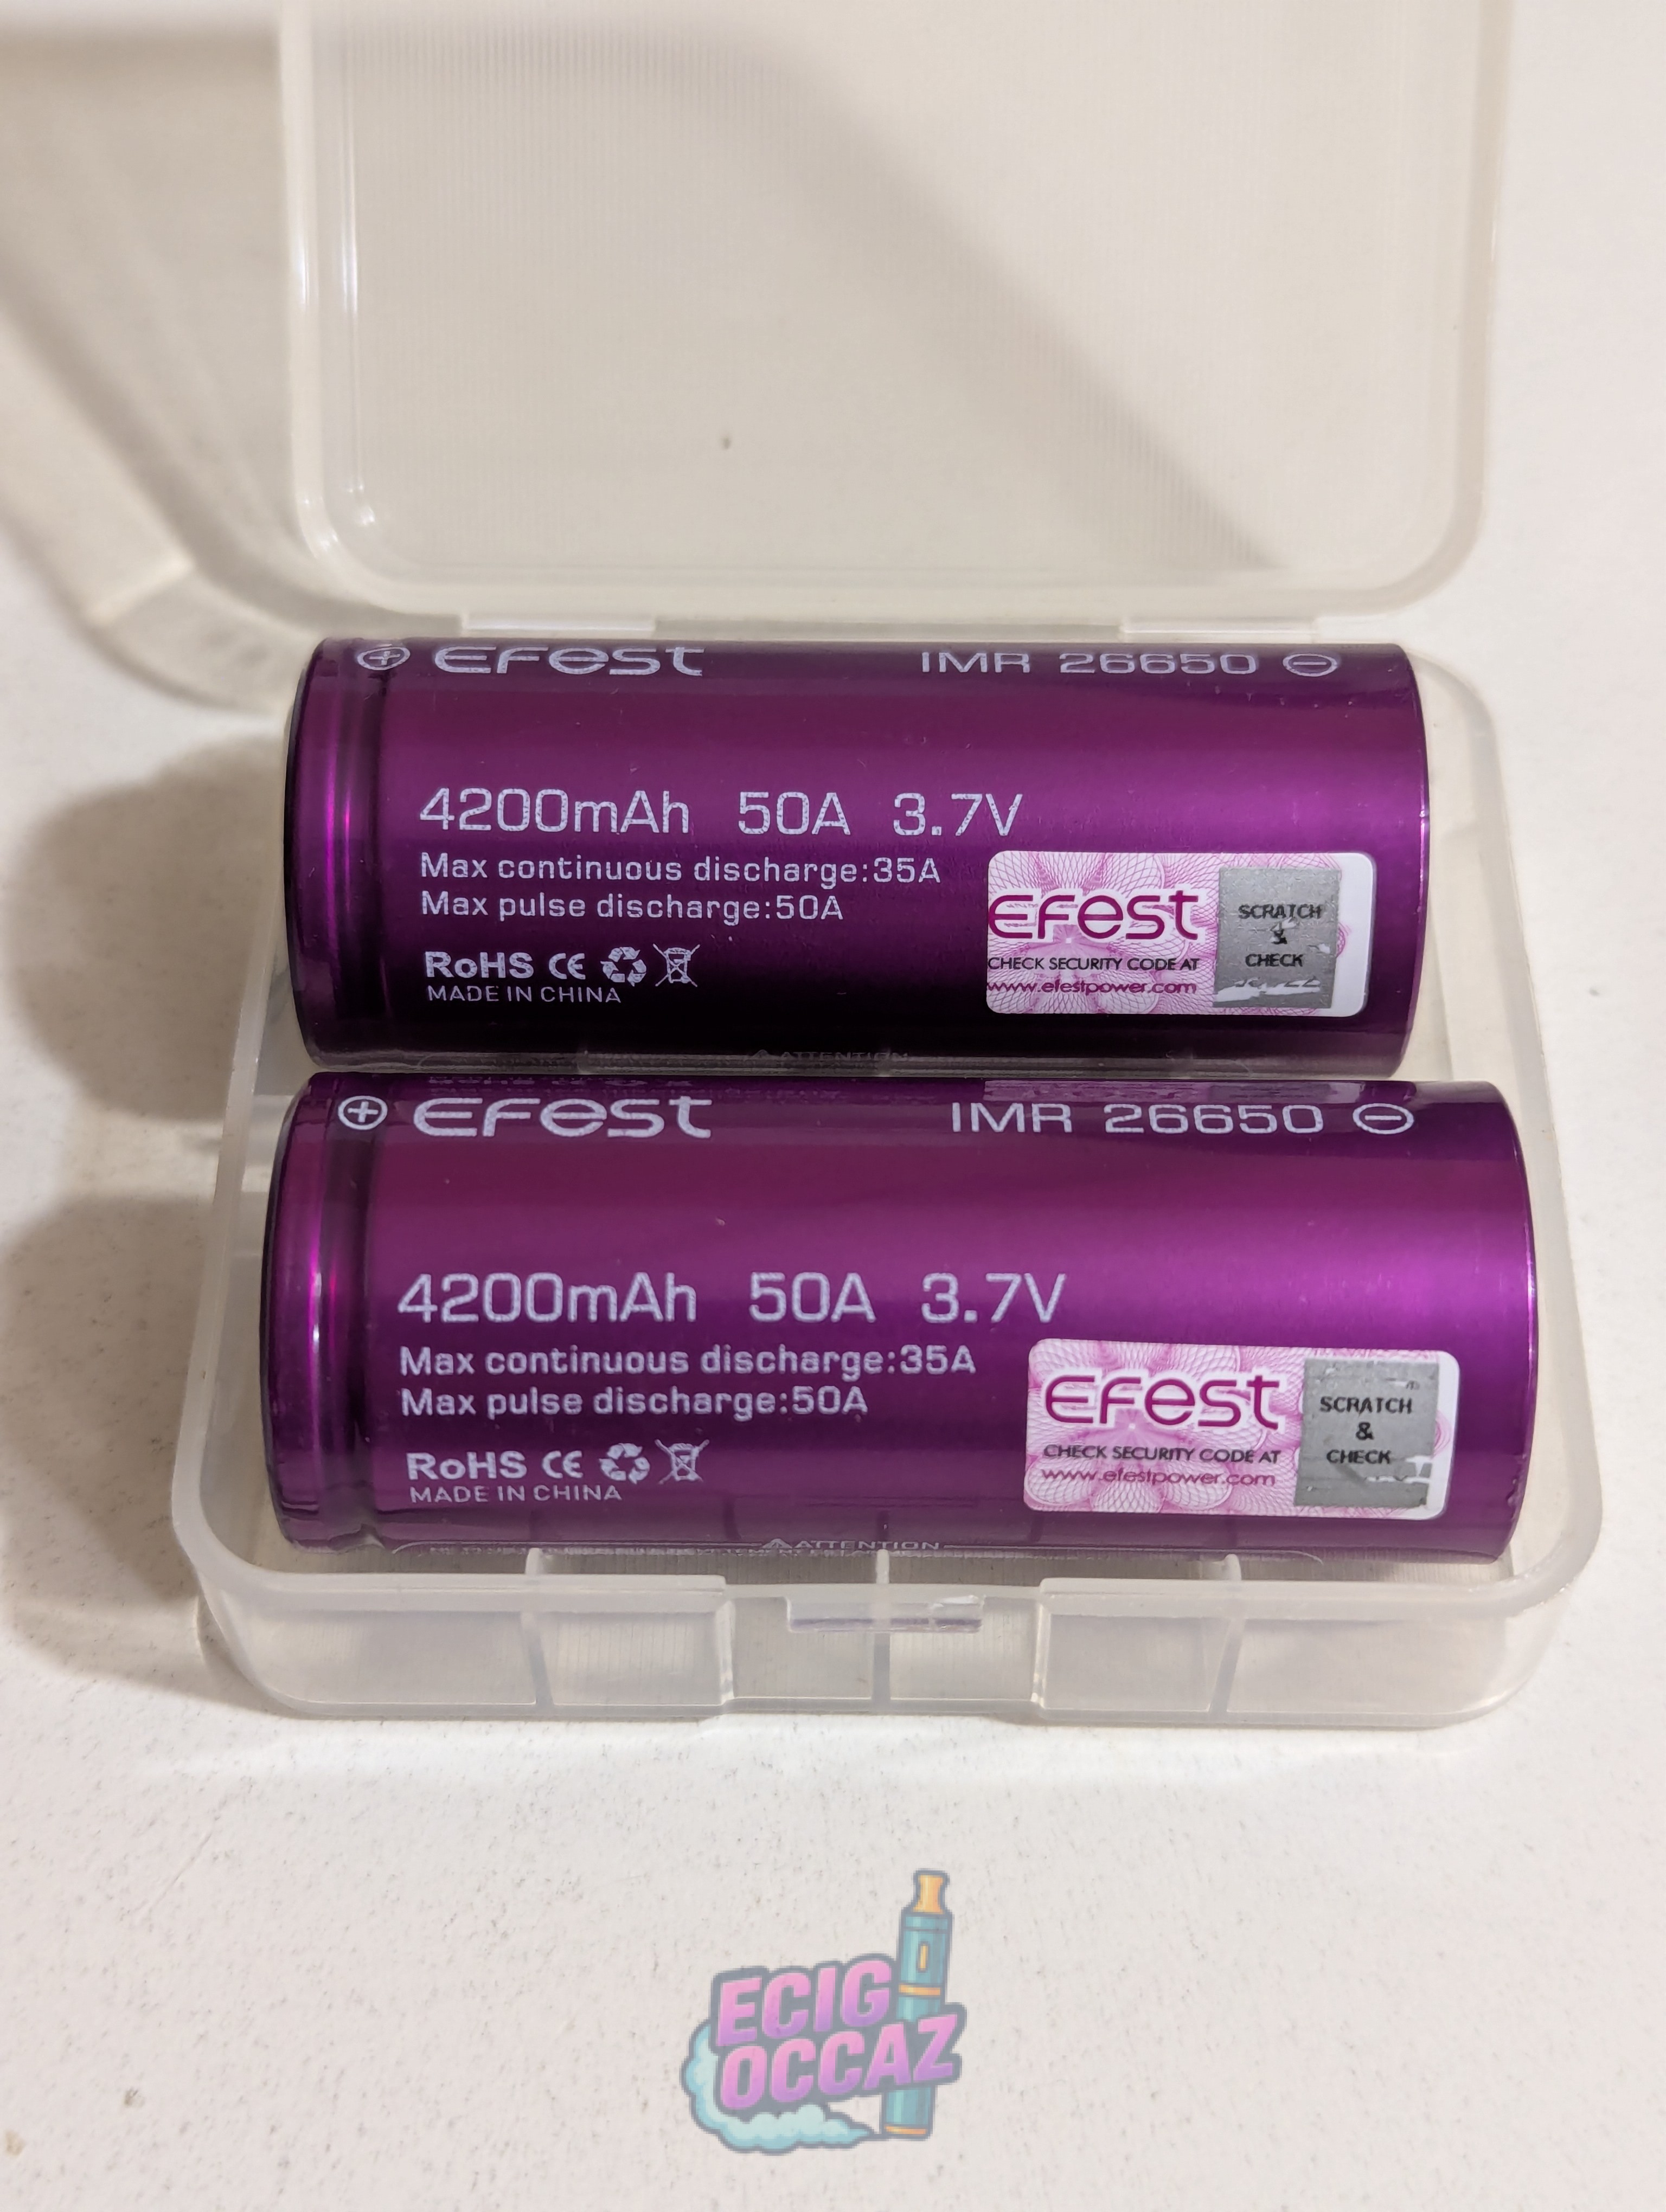 ⊕ Efest IMR 26650 ⊖
4200mAh 50A 3.7V
Max continuous discharge:35A
Max pulse discharge:50A
RoHS CE
MADE IN CHINA
Efest
CHECK SECURITY CODE AT
www.efestpower.com
SCRATCH
&
CHECK
ATTENTION
⊕ Efest IMR 26650 ⊖
4200mAh 50A 3.7V
Max continuous discharge:35A
Max pulse discharge:50A
RoHS CE
MADE IN CHINA
Efest
CHECK SECURITY CODE AT
www.efestpower.com
SCRATCH
&
CHECK
ATTENTION
ECIG
OCCAZ